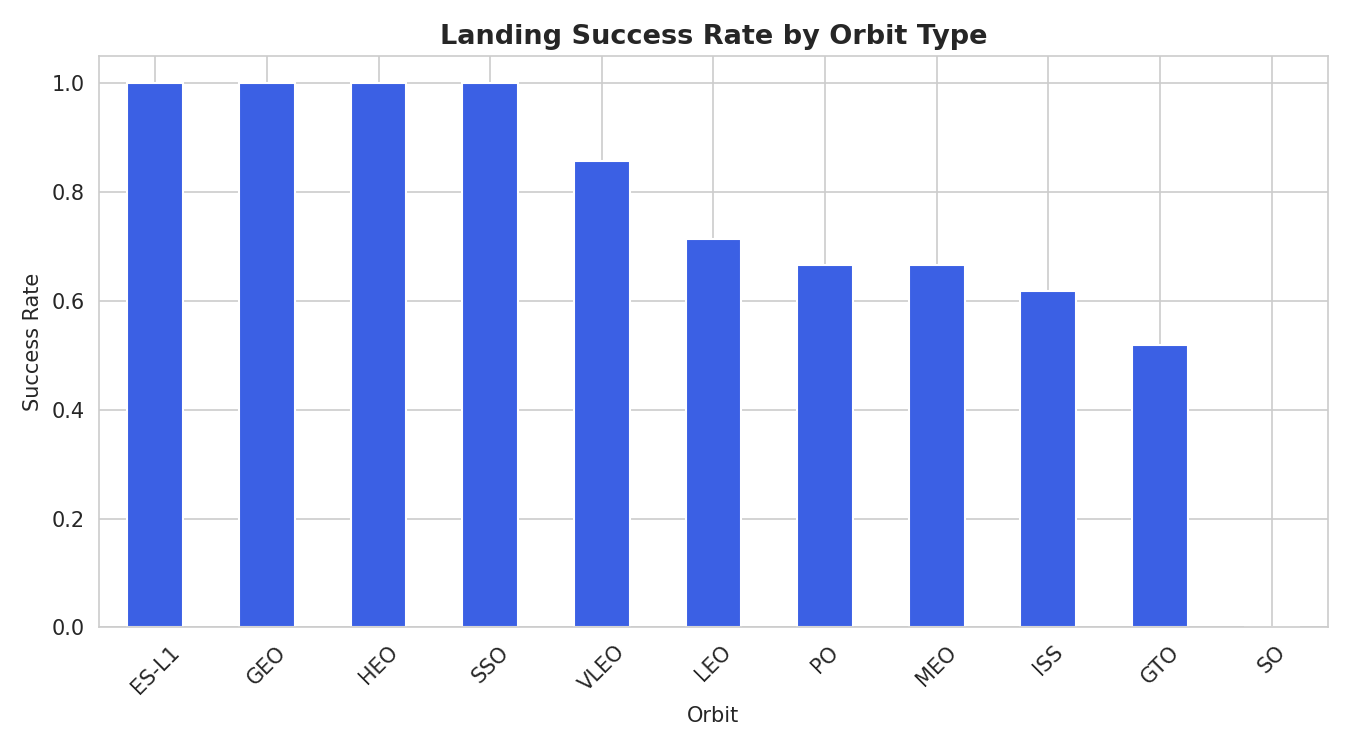 Landing Success Rate by Orbit Type
Success Rate
1.0
0.8
0.6
0.4
0.2
0.0
ES-L1
GEO
HEO
SSO
VLEO
LEO
PO
MEO
ISS
GTO
SO
Orbit